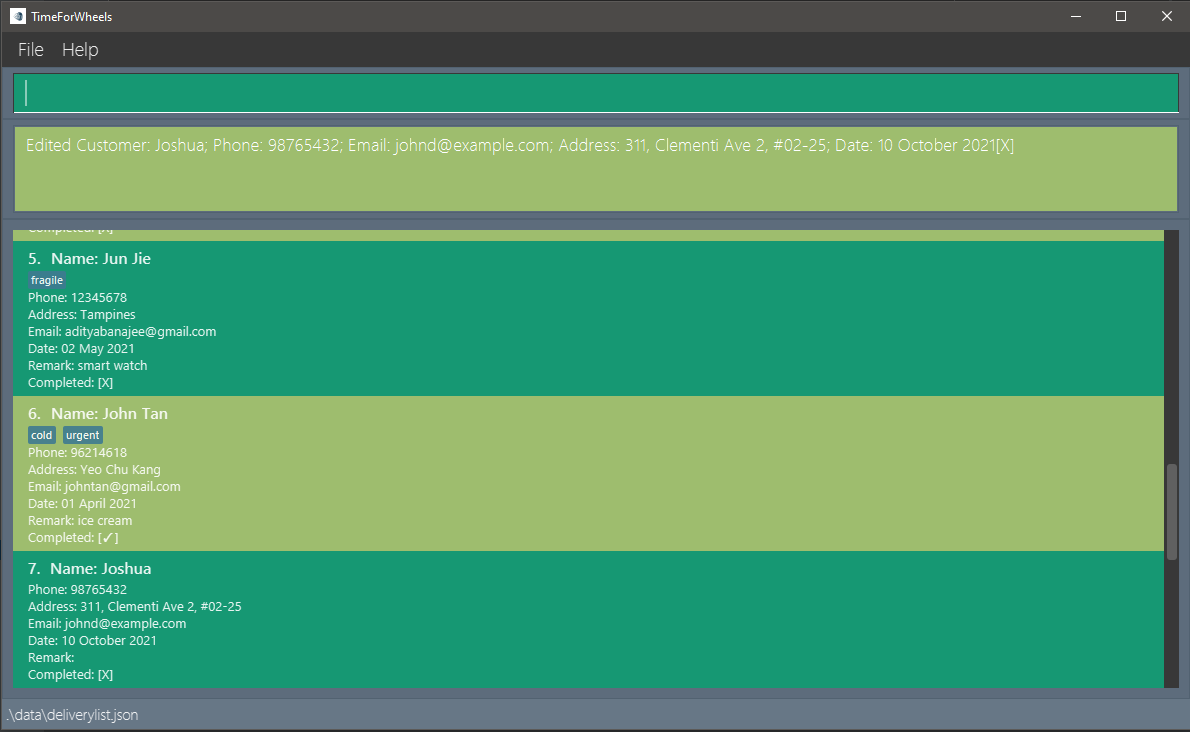 TimeForWheels
File Help
Edited Customer: Joshua; Phone: 98765432; Email: johnd@example.com; Address: 311, Clementi Ave 2, #02-25; Date: 10 October 2021[X]
Completed: [X]
5. Name: Jun Jie
fragile
Phone: 12345678
Address: Tampines
Email: adityabanajee@gmail.com
Date: 02 May 2021
Remark: smart watch
Completed: [X]
6. Name: John Tan
cold urgent
Phone: 96214618
Address: Yeo Chu Kang
Email: johntan@gmail.com
Date: 01 April 2021
Remark: ice cream
Completed: [✓]
7. Name: Joshua
Phone: 98765432
Address: 311, Clementi Ave 2, #02-25
Email: johnd@example.com
Date: 10 October 2021
Remark:
Completed: [X]
.\data\deliverylist.json